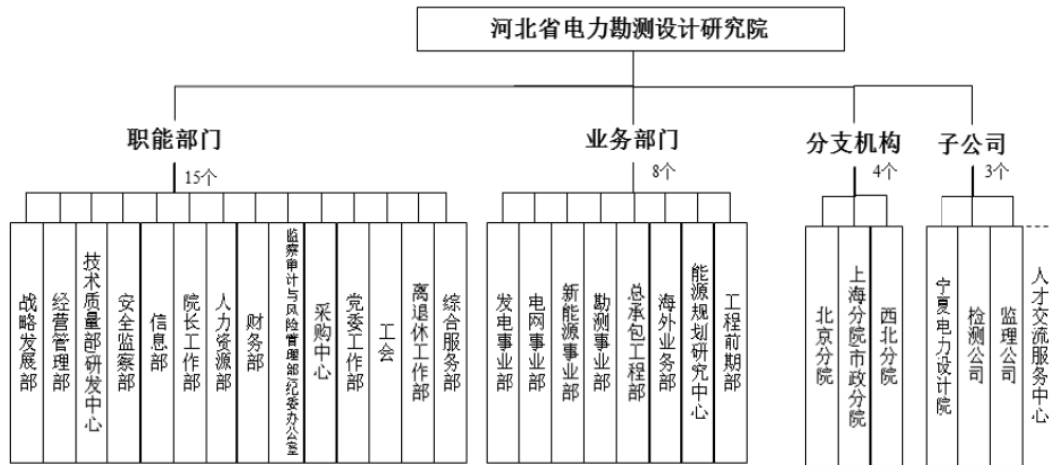 河北省电力勘测设计研究院
职能部门
15个
业务部门
8个
分支机构
4个
子公司
3个
战略发展部
经营管理部
技术质量部/研发中心
安全监察部
信息部
院长工作部
人力资源部
财务部
监察审计与风险管理部/纪委办公室
采购中心
党委工作部
工会
离退休工作部
综合服务部
发电事业部
电网事业部
新能源事业部
勘测事业部
总承包工程部
海外业务部
能源规划研究中心
工程前期部
北京分院
上海分院市政分院
西北分院
宁夏电力设计院
检测公司
监理公司
人才交流服务中心